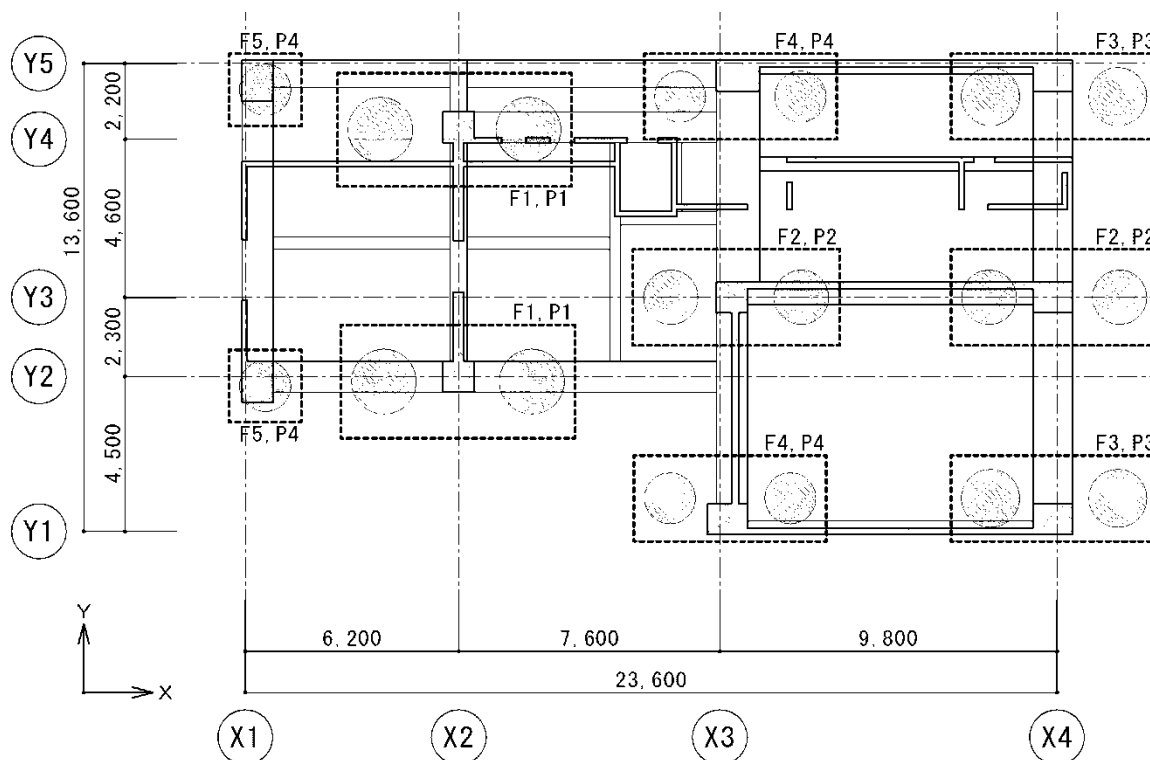 F5, P4
F4, P4
F3, P3
Y5
2,200
Y4
F1, P1
4,600
13,600
F2, P2
F2, P2
Y3
F1, P1
2,300
Y2
F5, P4
F4, P4
F3, P3
4,500
Y1
Y
X
6,200
7,600
9,800
23,600
X1
X2
X3
X4